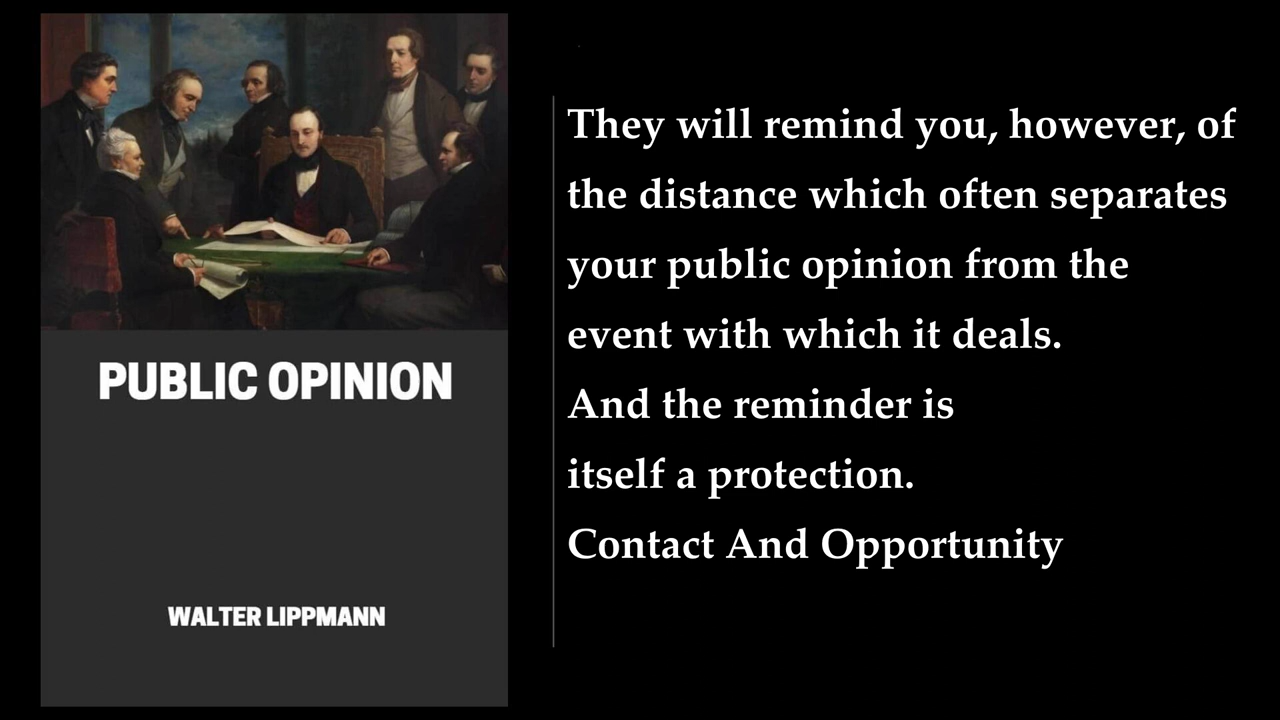 PUBLIC OPINION
WALTER LIPPMANN
They will remind you, however, of
the distance which often separates
your public opinion from the
event with which it deals.
And the reminder is
itself a protection.
Contact And Opportunity